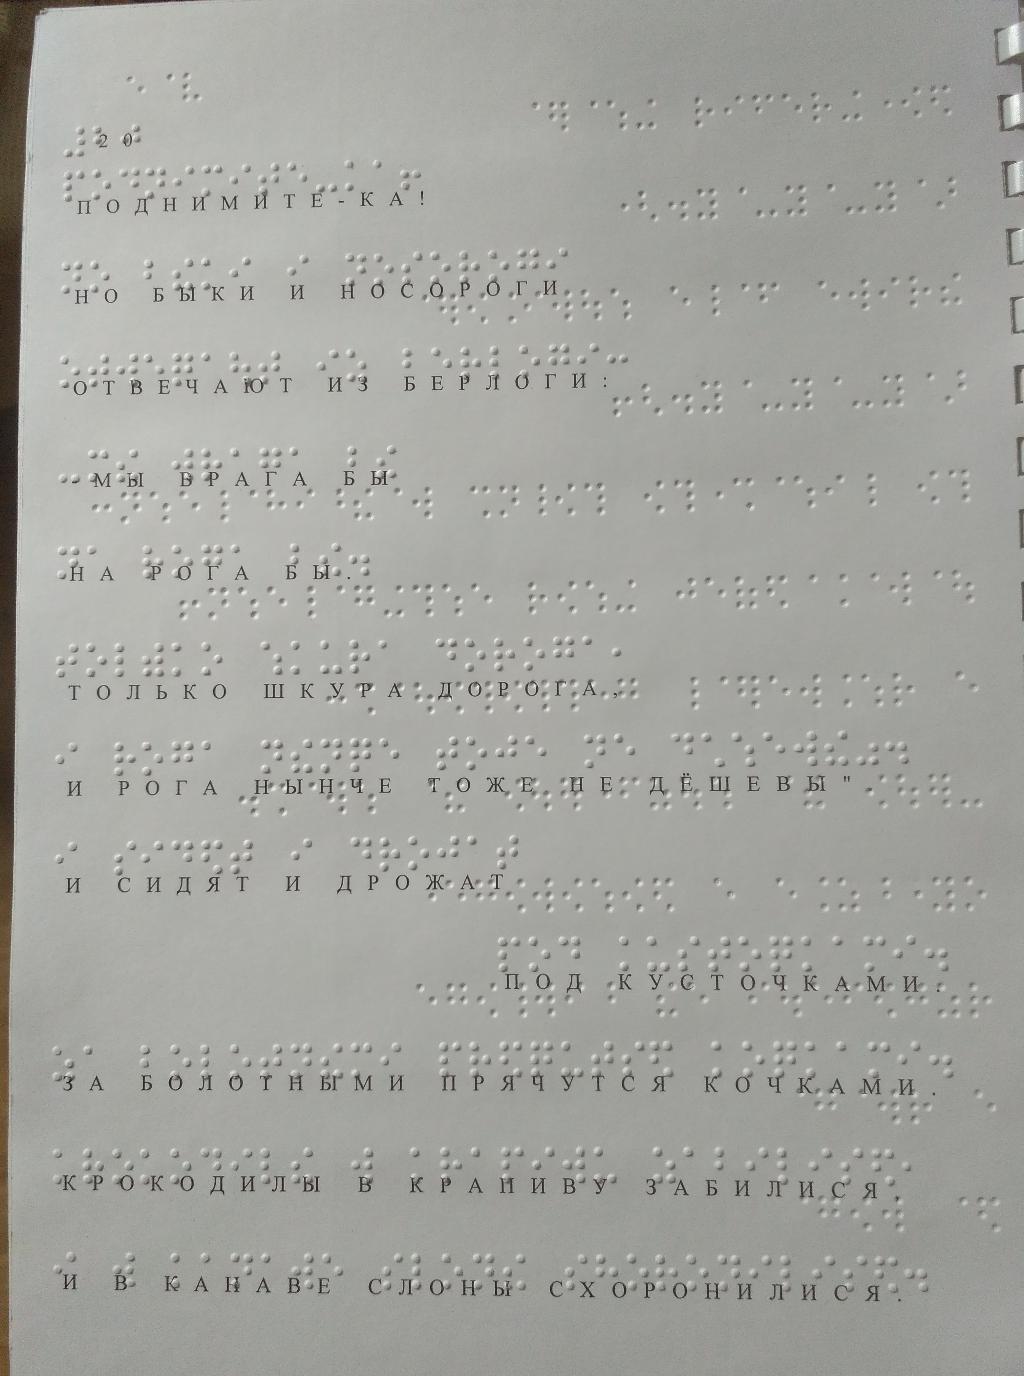 20
ПОДНИМИТЕ-КА!
НО БЫКИ И НОСОРОГИ
ОТВЕЧАЮТ ИЗ БЕРЛОГИ:
-МЫ ВРАГА БЫ
НА РОГА БЫ.
ТОЛЬКО ШКУРА ДОРОГА,
И РОГА НЫНЧЕ ТОЖЕ НЕ ДЁШЕВЫ"
И СИДЯТ И ДРОЖАТ
ПОД КУСТОЧКАМИ.
ЗА БОЛОТНЫМИ ПРЯЧУТСЯ КОЧКАМИ.
КРОКОДИЛЫ В КРАПИВУ ЗАБИЛИСЯ,
И В КАНАВЕ СЛОНЫ СХОРОНИЛИСЯ.